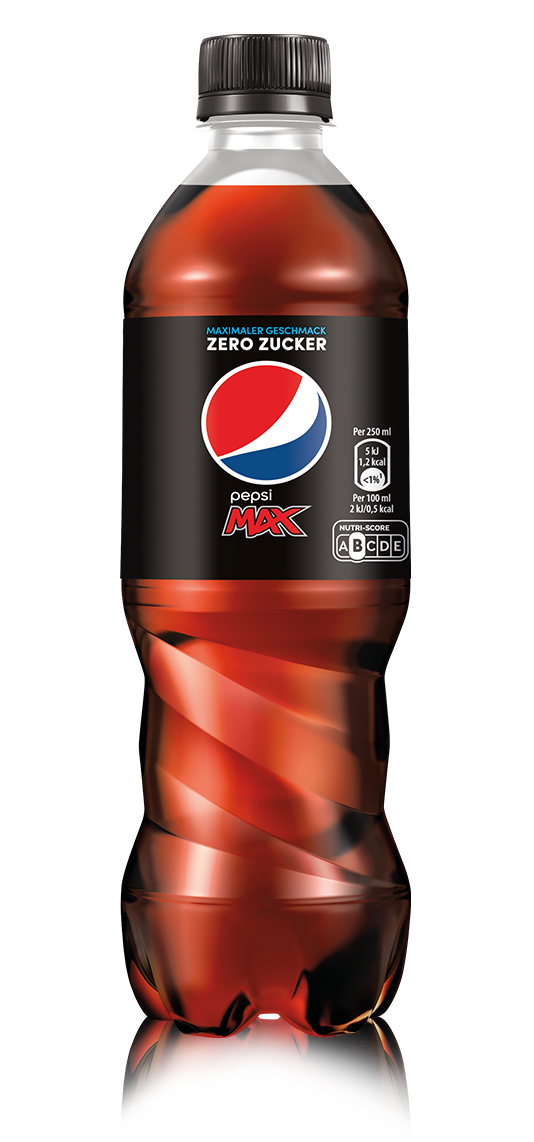 MAXIMALER GESCHMACK
ZERO ZUCKER
pepsi
MAX
Per 250 ml
5 kJ
1,2 kcal
<1%¹
Per 100 ml
2 kJ/0,5 kcal
NUTRI-SCORE
A B C D E